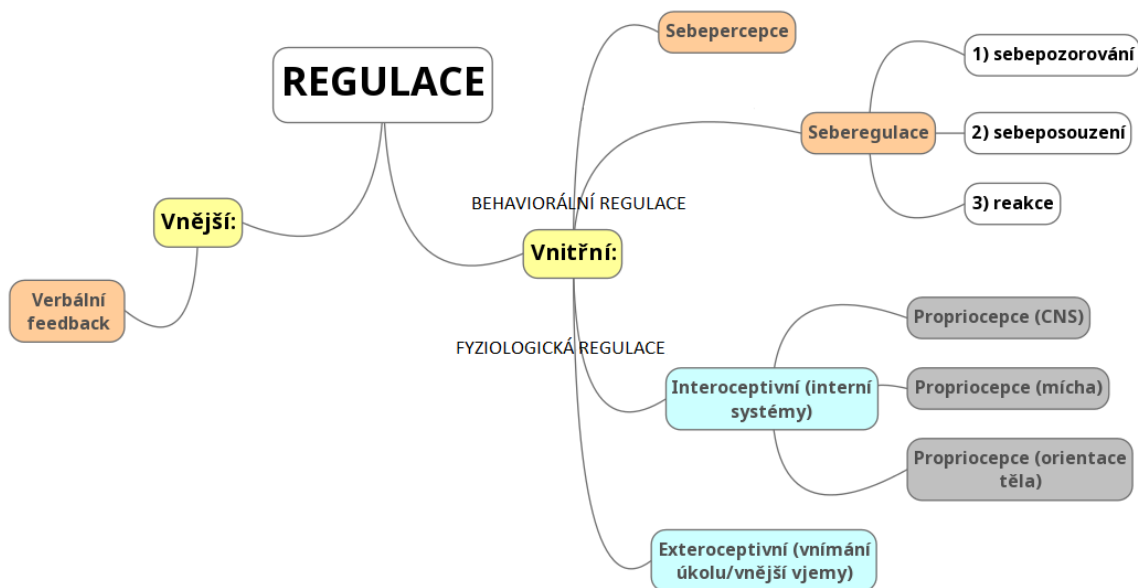 REGULACE
Vnější:
Verbální
feedback
BEHAVIORÁLNÍ REGULACE
Vnitřní:
FYZIOLOGICKÁ REGULACE
Sebepercepce
Seberegulace
1) sebepozorování
2) sebeposouzení
3) reakce
Interoceptivní (interní
systémy)
Propriocepce (CNS)
Propriocepce (mícha)
Propriocepce (orientace
těla)
Exteroceptivní (vnímání
úkolu/vnější vjemy)